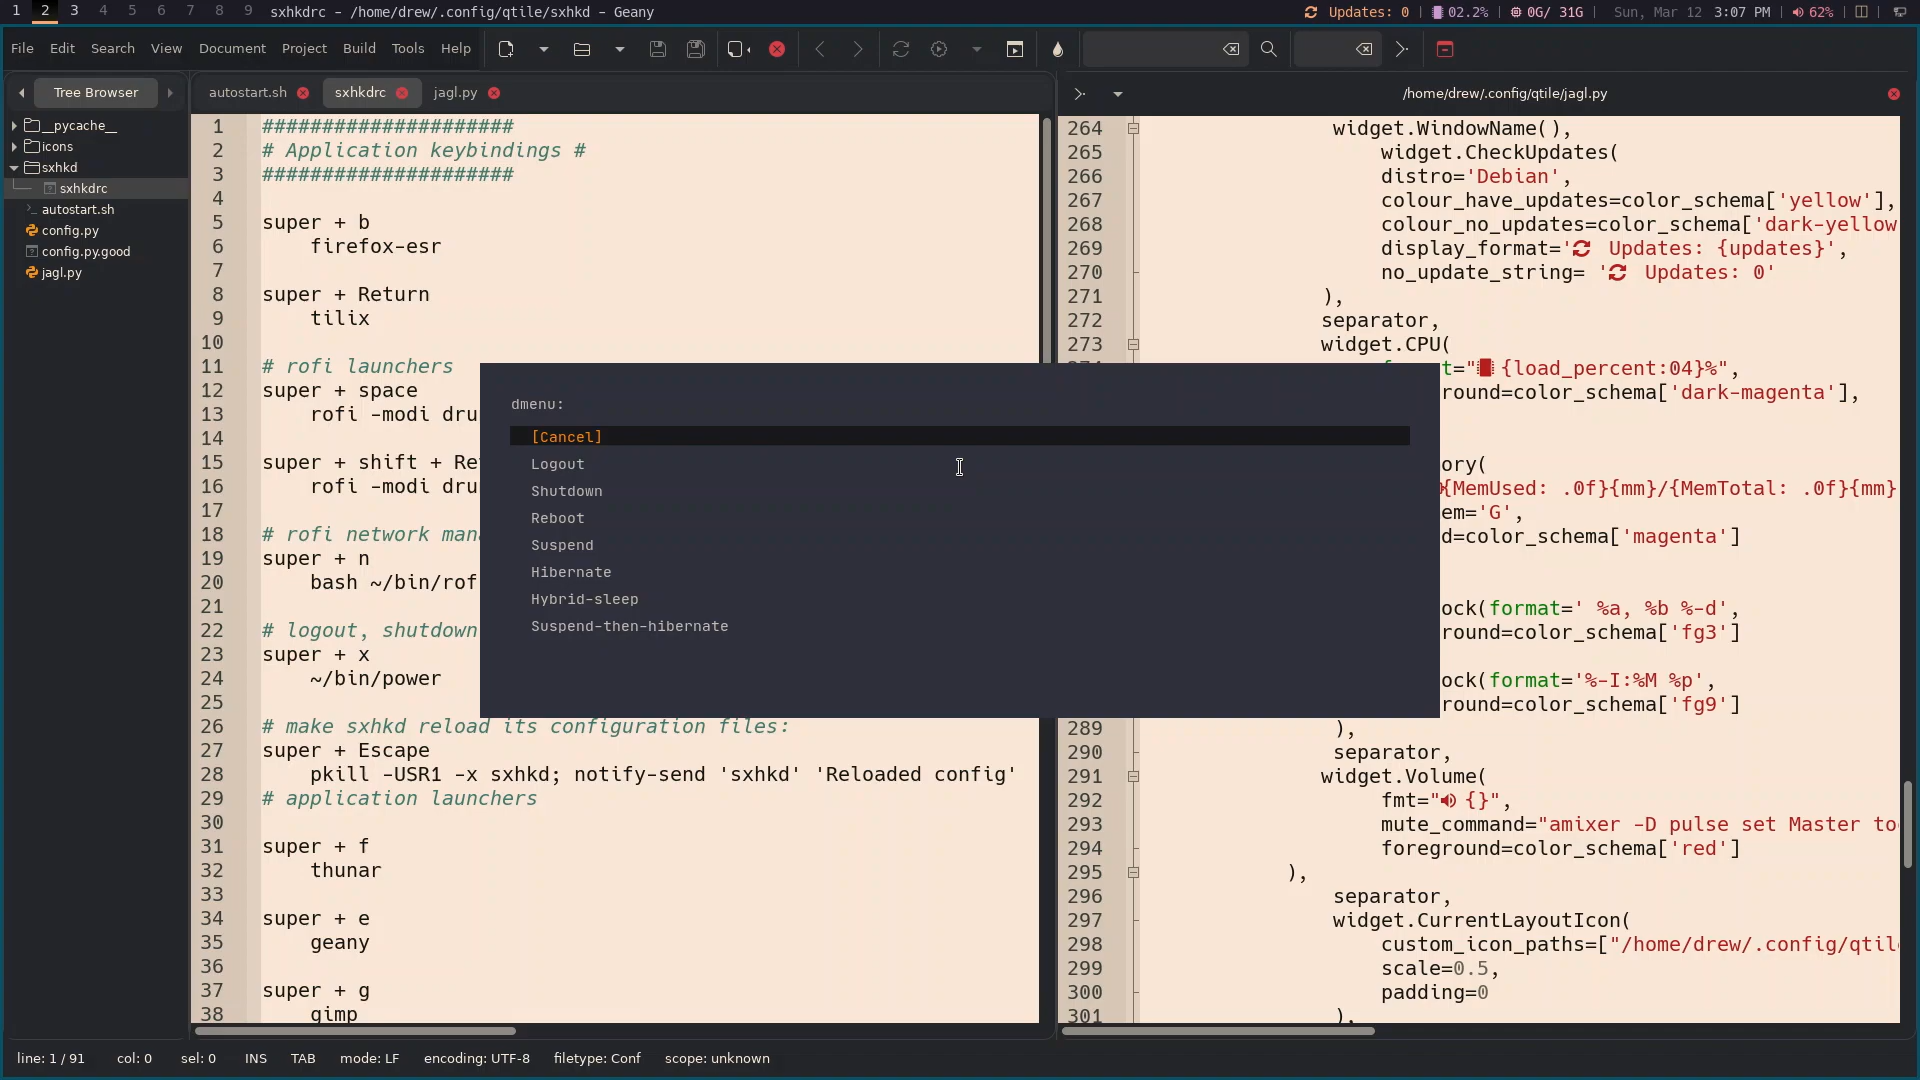 1 2 3 4 5 6 7 8 9 sxhkdrc – /home/drew/.config/qtile/sxhkd – Geany
Updates: 0 | 02.2% | 0G/ 31G | Sun, Mar 12 3:07 PM | 62% | |
File Edit Search View Document Project Build Tools Help
Tree Browser
__pycache__
icons
sxhkd
sxhkdrc
autostart.sh
config.py
config.py.good
jagl.py
autostart.sh sxhkdrc jagl.py
1 #####################
2 # Application keybindings #
3 #####################
4
5 super + b
6 firefox-esr
7
8 super + Return
9 tilix
10
11 # rofi launchers
12 super + space
13 rofi -modi dru
14
15 super + shift + Re
16 rofi -modi dru
17
18 # rofi network man
19 super + n
20 bash ~/bin/rof
21
22 # logout, shutdown
23 super + x
24 ~/bin/power
25
26 # make sxhkd reload its configuration files:
27 super + Escape
28 pkill -USR1 -x sxhkd; notify-send 'sxhkd' 'Reloaded config'
29 # application launchers
30
31 super + f
32 thunar
33
34 super + e
35 geany
36
37 super + g
38 gimp
dmenu:
[Cancel]
Logout
Shutdown
Reboot
Suspend
Hibernate
Hybrid-sleep
Suspend-then-hibernate
/home/drew/.config/qtile/jagl.py
264 widget.WindowName(),
265 widget.CheckUpdates(
266 distro='Debian',
267 colour_have_updates=color_schema['yellow'],
268 colour_no_updates=color_schema['dark-yellow
269 display_format=' Updates: {updates}',
270 no_update_string= ' Updates: 0'
271 ),
272 separator,
273 widget.CPU(
t=" {load_percent:04}%",
round=color_schema['dark-magenta'],
ory(
{MemUsed: .0f}{mm}/{MemTotal: .0f}{mm}
em='G',
d=color_schema['magenta']
ock(format=' %a, %b %-d',
round=color_schema['fg3']
ock(format='%-I:%M %p',
round=color_schema['fg9']
289 ),
290 separator,
291 widget.Volume(
292 fmt=" {}",
293 mute_command="amixer -D pulse set Master to
294 foreground=color_schema['red']
295 ),
296 separator,
297 widget.CurrentLayoutIcon(
298 custom_icon_paths=["/home/drew/.config/qtil
299 scale=0.5,
300 padding=0
301 ),
line: 1 / 91 col: 0 sel: 0 INS TAB mode: LF encoding: UTF-8 filetype: Conf scope: unknown